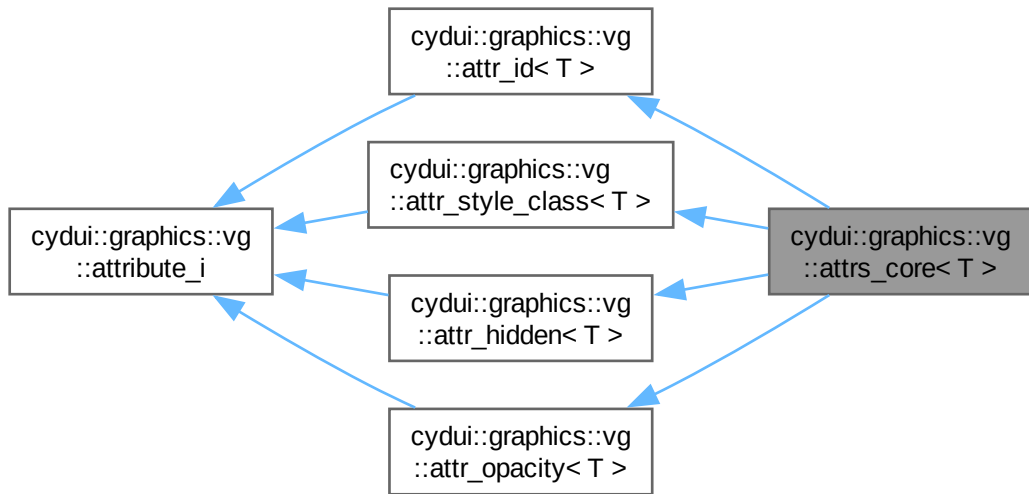 cydui::graphics::vg
::attr_id< T >
cydui::graphics::vg
::attr_style_class< T >
cydui::graphics::vg
::attribute_i
cydui::graphics::vg
::attrs_core< T >
cydui::graphics::vg
::attr_hidden< T >
cydui::graphics::vg
::attr_opacity< T >